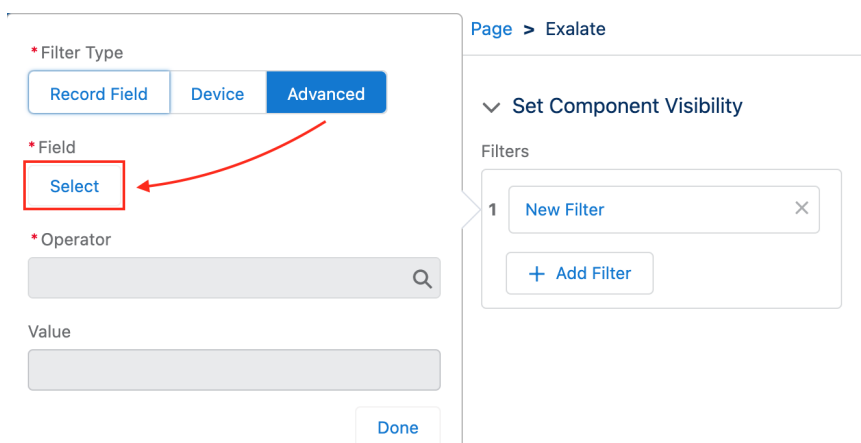 * Filter Type
Record Field Device Advanced
* Field
Select
* Operator
Value
Done
Page > Exalate
Set Component Visibility
Filters
1 New Filter
+ Add Filter